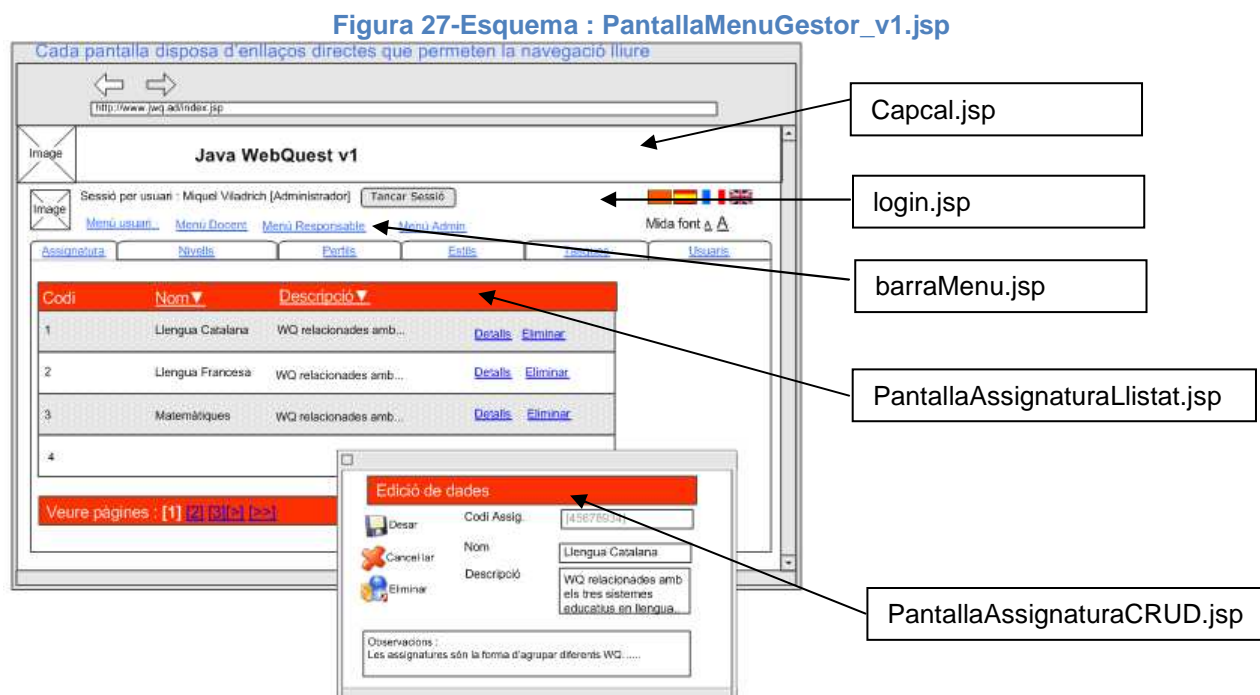 Figura 27-Esquema : PantallaMenuGestor_v1.jsp
Cada pantalla disposa d'enllaços directes que permeten la navegació lliure
http://www.jwq.ad/index.jsp
Capcal.jsp
Image
Java WebQuest v1
Image
Sessió per usuari : Miquel Viladrich [Administrador] Tancar Sessió
login.jsp
Menú usuari... Menú Docent Menú Responsable Menú Admin
Mida font A A
barraMenu.jsp
Assignatura Nivells Perfils Estils Tasques Usuaris
Codi Nom▼ Descripció▼
1 Llengua Catalana WQ relacionades amb... Detalls Eliminar
2 Llengua Francesa WQ relacionades amb... Detalls Eliminar
3 Matemàtiques WQ relacionades amb... Detalls Eliminar
4
PantallaAssignaturaLlistat.jsp
Veure pàgines : [1] [2] [3][>] [>>]
Edició de dades
Desar
Codi Assig. [45678934]
Cancel·lar
Nom Llengua Catalana
Eliminar
Descripció WQ relacionades amb
els tres sistemes
educatius en llengua...
PantallaAssignaturaCRUD.jsp
Observacions :
Les assignatures són la forma d'agrupar diferents WQ......